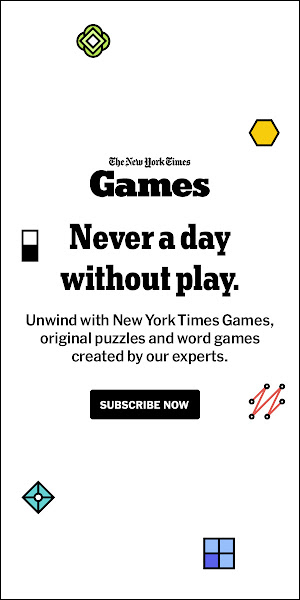 The New York Times
Games
Never a day
without play.
Unwind with New York Times Games,
original puzzles and word games
created by our experts.
SUBSCRIBE NOW